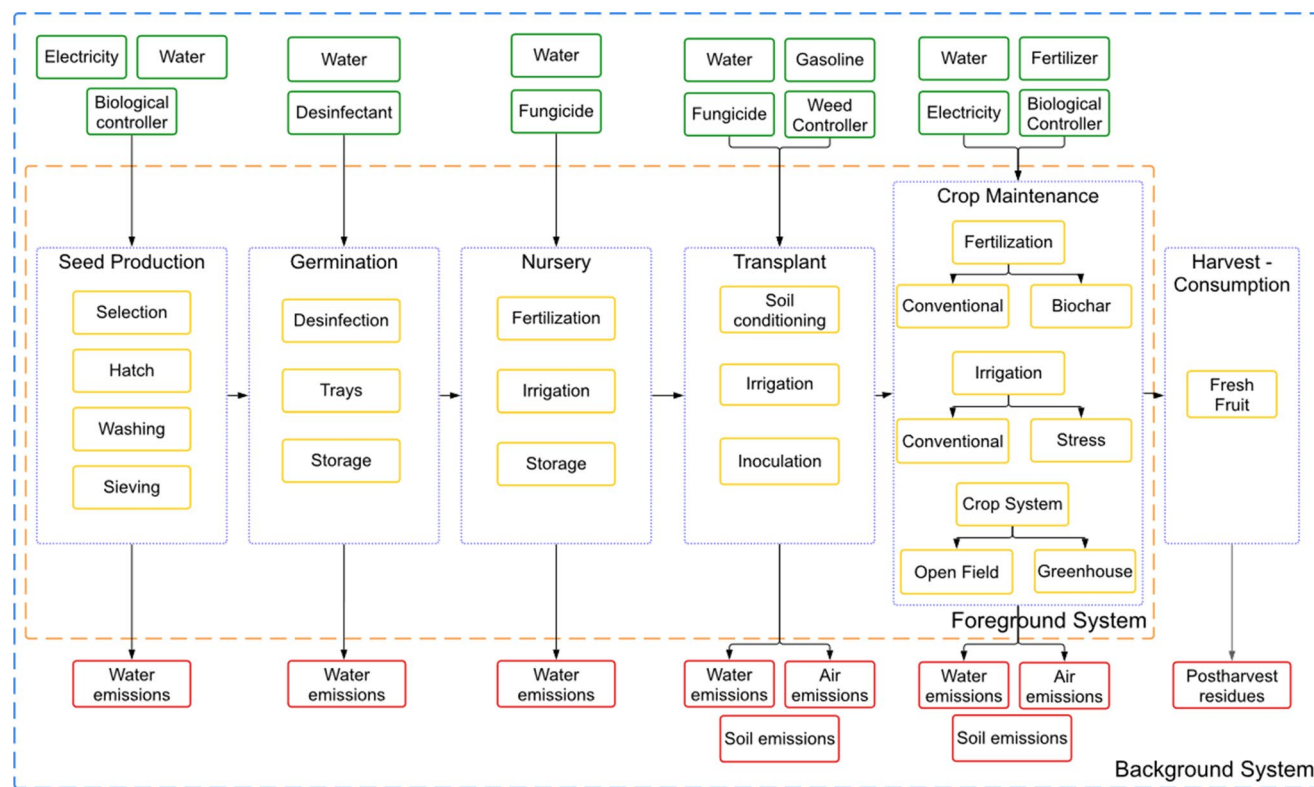 Electricity
Water
Biological
controller
Water
Desinfectant
Water
Fungicide
Water
Gasoline
Fungicide
Weed
Controller
Water
Fertilizer
Electricity
Biological
Controller
Seed Production
Selection
Hatch
Washing
Sieving
Germination
Desinfection
Trays
Storage
Nursery
Fertilization
Irrigation
Storage
Transplant
Soil
conditioning
Irrigation
Inoculation
Crop Maintenance
Fertilization
Conventional
Biochar
Irrigation
Conventional
Stress
Crop System
Open Field
Greenhouse
Harvest -
Consumption
Fresh
Fruit
Foreground System
Water
emissions
Water
emissions
Water
emissions
Water
emissions
Air
emissions
Soil emissions
Water
emissions
Air
emissions
Soil emissions
Postharvest
residues
Background System